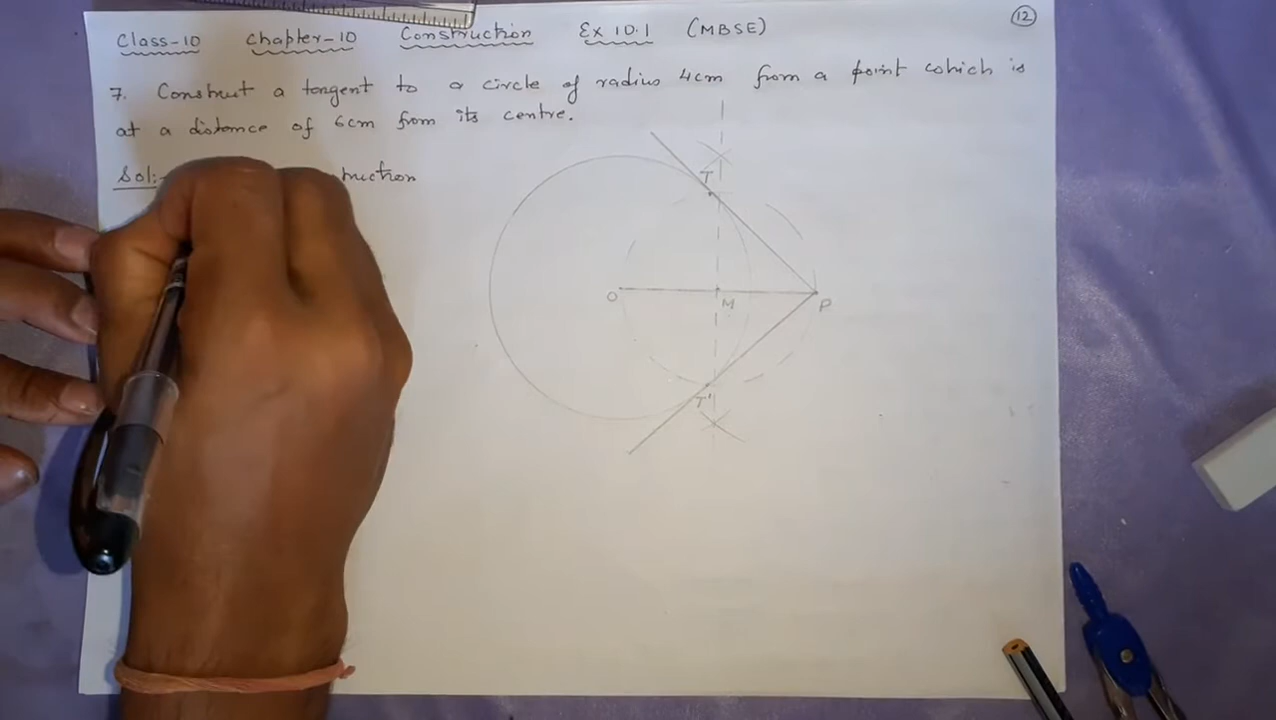 12
Class-10 Chapter-10 Construction Ex 10.1 (MBSE)
7. Construct a tangent to a circle of radius 4cm from a point which is
at a distance of 6cm from its centre.
Sol:-
T
O
M
P
T'